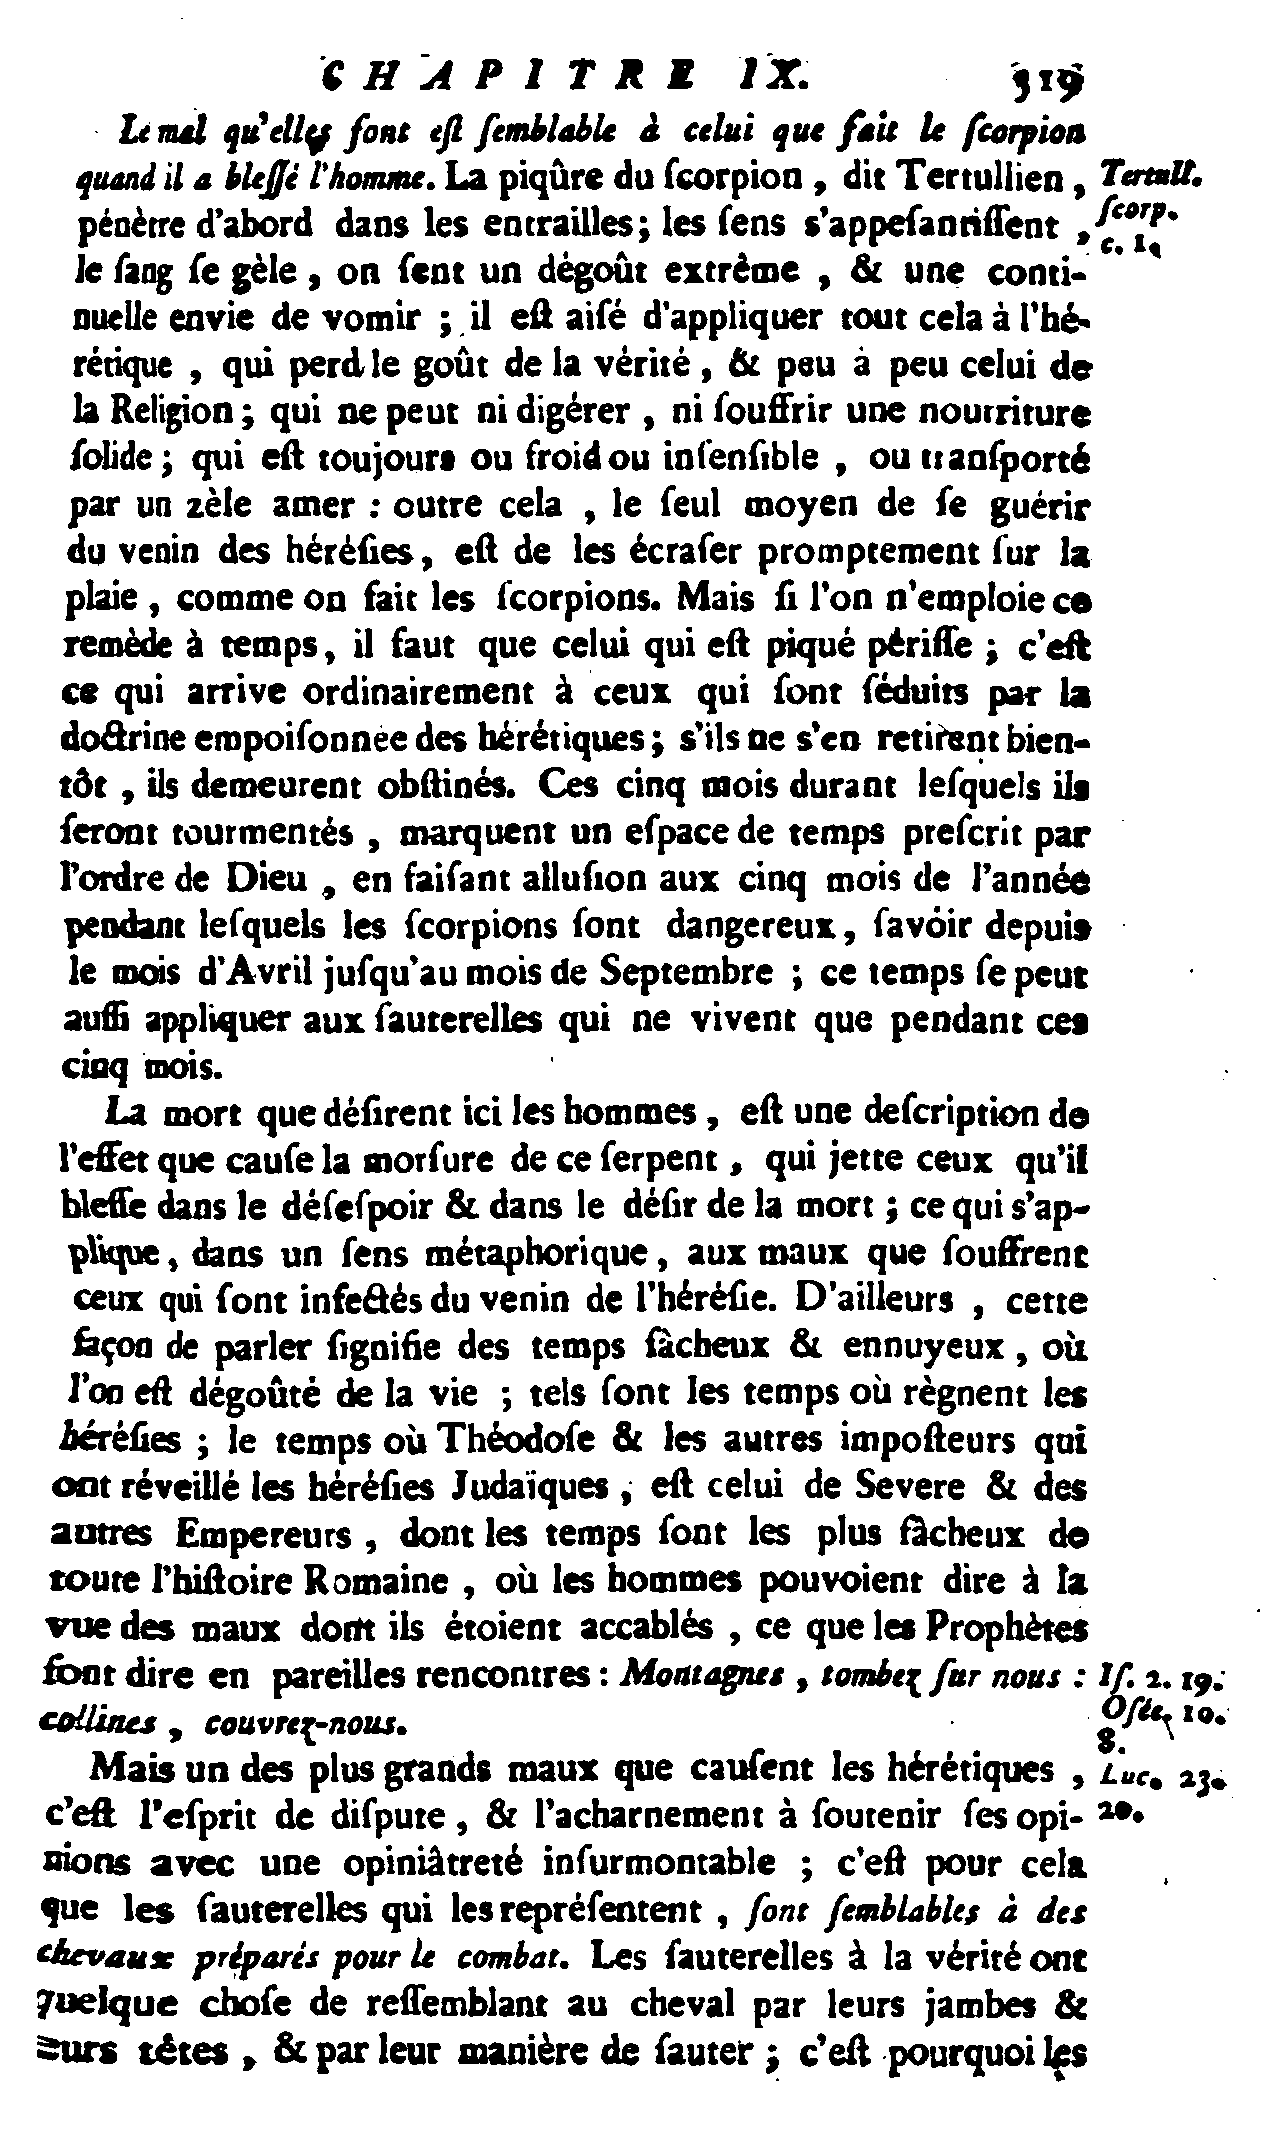 CHAPITRE IX. 319
Le mal qu'elles font eſt ſemblable à celui que fait le ſcorpion
quand il a bleſſé l'homme. La piqûre du ſcorpion , dit Tertullien , Tertull.
pénètre d'abord dans les entrailles ; les ſens s'appeſantiſſent , ſcorp.
c. 1.
le ſang ſe gèle , on ſent un dégoût extrême , & une conti-
nuelle envie de vomir ; il eſt aiſé d'appliquer tout cela à l'hé-
rétique , qui perd le goût de la vérité , & peu à peu celui de
la Religion ; qui ne peut ni digérer , ni ſouffrir une nourriture
ſolide ; qui eſt toujours ou froid ou inſenſible , ou tranſporté
par un zèle amer : outre cela , le ſeul moyen de ſe guérir
du venin des héréſies , eſt de les écraſer promptement ſur la
plaie , comme on fait les ſcorpions. Mais ſi l'on n'emploie ce
remède à temps , il faut que celui qui eſt piqué périſſe ; c'eſt
ce qui arrive ordinairement à ceux qui ſont ſéduits par la
doctrine empoiſonnée des hérétiques ; s'ils ne s'en retirent bien-
tôt , ils demeurent obſtinés. Ces cinq mois durant leſquels ils
ſeront tourmentés , marquent un eſpace de temps preſcrit par
l'ordre de Dieu , en faiſant alluſion aux cinq mois de l'année
pendant leſquels les ſcorpions ſont dangereux , ſavoir depuis
le mois d'Avril juſqu'au mois de Septembre ; ce temps ſe peut
auſſi appliquer aux ſauterelles qui ne vivent que pendant ces
cinq mois.
La mort que déſirent ici les hommes , eſt une deſcription de
l'effet que cauſe la morſure de ce ſerpent , qui jette ceux qu'il
bleſſe dans le déſeſpoir & dans le déſir de la mort ; ce qui s'ap-
plique , dans un ſens métaphorique , aux maux que ſouffrent
ceux qui ſont infectés du venin de l'héréſie. D'ailleurs , cette
façon de parler ſignifie des temps fâcheux & ennuyeux , où
l'on eſt dégoûté de la vie ; tels ſont les temps où règnent les
héréſies ; le temps où Théodoſe & les autres impoſteurs qui
ont réveillé les héréſies Judaïques , eſt celui de Severe & des
autres Empereurs , dont les temps ſont les plus fâcheux de
toute l'hiſtoire Romaine , où les hommes pouvoient dire à la
vue des maux dont ils étoient accablés , ce que les Prophètes
font dire en pareilles rencontres : Montagnes , tombez ſur nous : Iſ. 2. 19.
collines , couvrez-nous. Oſée, 10.
8.
Mais un des plus grands maux que cauſent les hérétiques , Luc. 23.
c'eſt l'eſprit de diſpute , & l'acharnement à ſoutenir ſes opi- 20.
nions avec une opiniâtreté inſurmontable ; c'eſt pour cela
que les ſauterelles qui les repréſentent , ſont ſemblables à des
chevaux préparés pour le combat. Les ſauterelles à la vérité ont
quelque choſe de reſſemblant au cheval par leurs jambes &
leurs têtes , & par leur manière de ſauter ; c'eſt pourquoi les